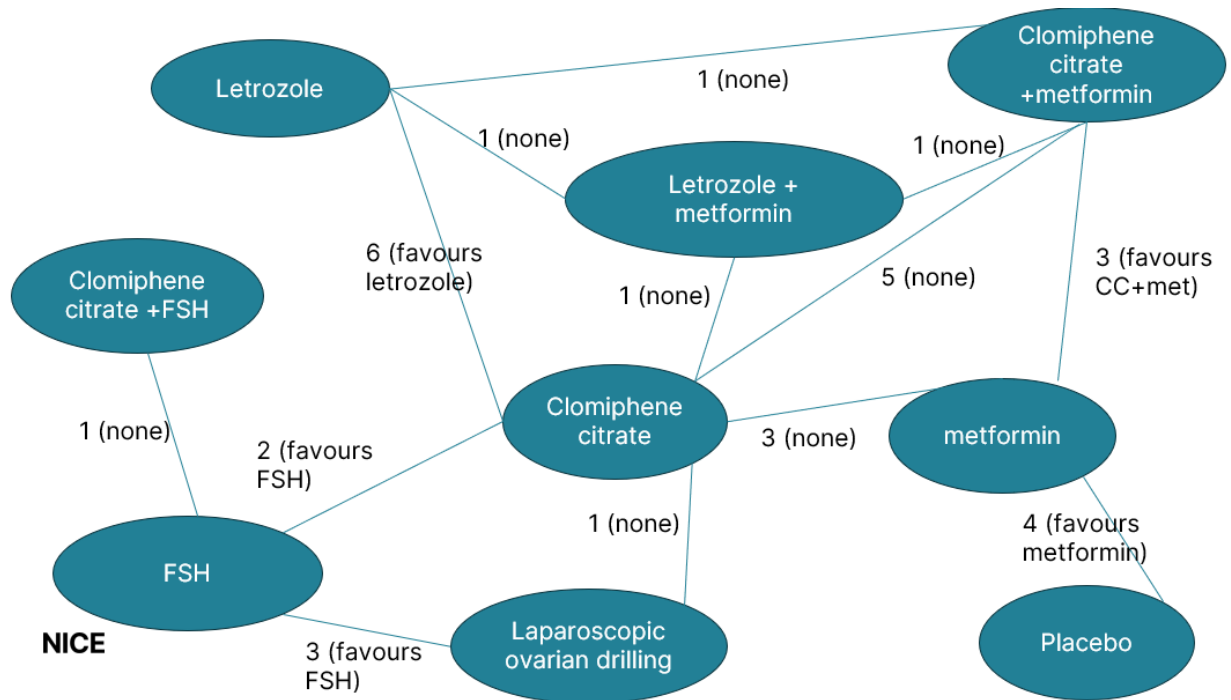 Letrozole
Clomiphene
citrate
+metformin
1 (none)
1 (none)
1 (none)
Letrozole +
metformin
6 (favours
letrozole)
Clomiphene
citrate +FSH
1 (none)
5 (none)
3 (favours
CC+met)
Clomiphene
citrate
3 (none)
metformin
1 (none)
2 (favours
FSH)
1 (none)
4 (favours
metformin)
FSH
NICE
3 (favours
FSH)
Laparoscopic
ovarian drilling
Placebo